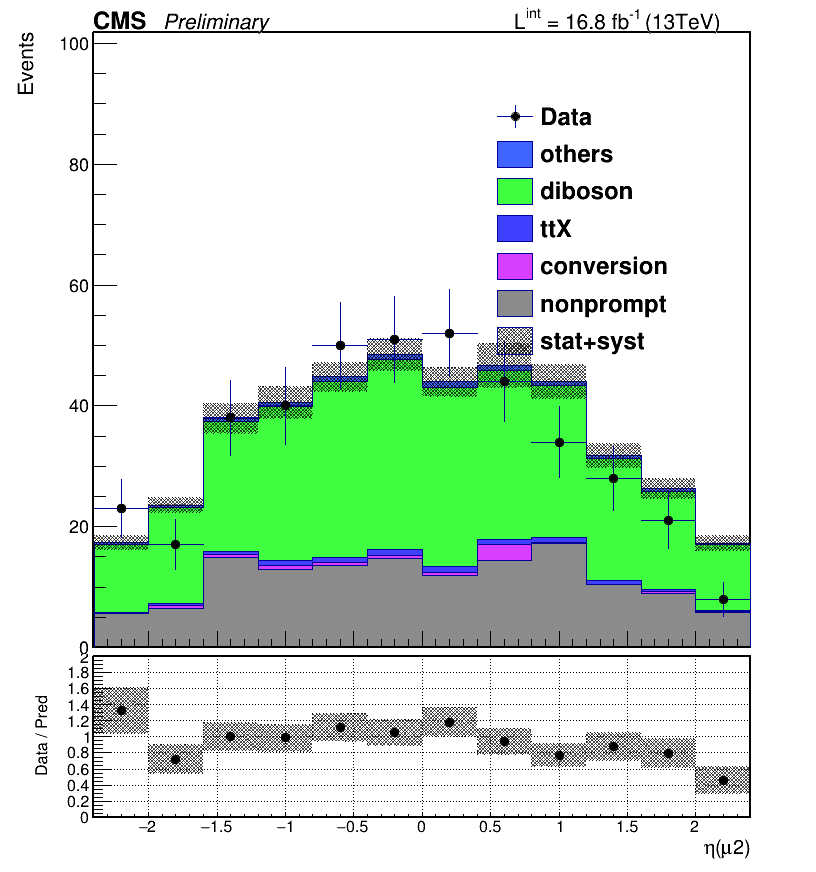 CMS Preliminary L^int = 16.8 fb^-1 (13TeV)
Events
100
80
60
40
20
0
Data
others
diboson
ttX
conversion
nonprompt
stat+syst
Data / Pred
2
1.8
1.6
1.4
1.2
1
0.8
0.6
0.4
0.2
0
−2 −1.5 −1 −0.5 0 0.5 1 1.5 2
η(μ2)